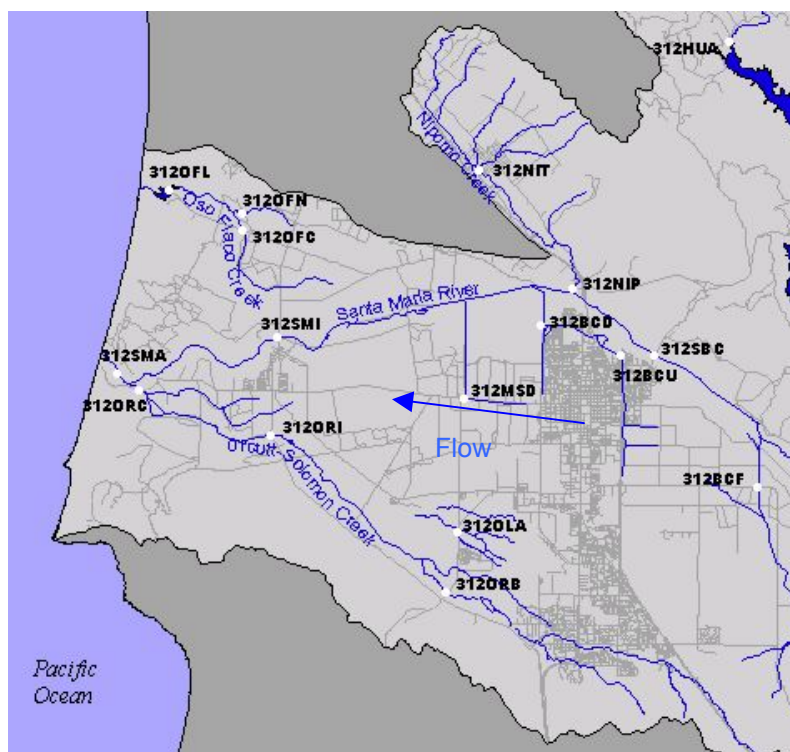 312HUA
Nipomo Creek
312NIT
312OFL
312OFN
Oso Flaco Creek
312OFC
312NIP
Santa Maria River
312BCD
312SMI
312SBC
312BCU
312SMA
312ORC
312MSD
312ORI
Flow
Orcutt-Solomon Creek
312BCF
312OLA
312ORB
Pacific
Ocean